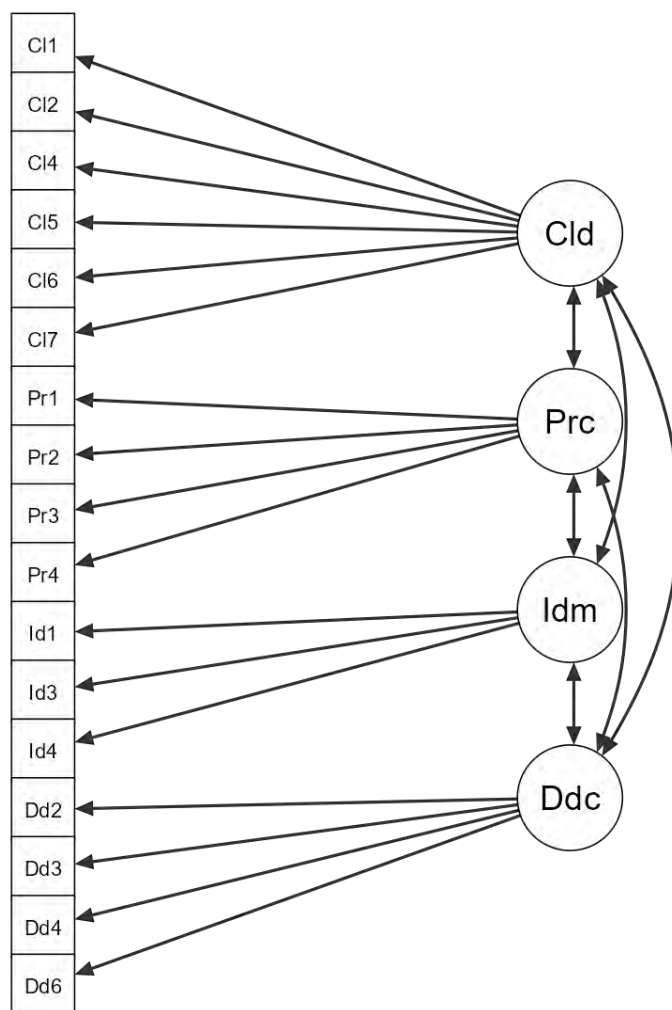 Cl1
Cl2
Cl4
Cl5
Cl6
Cl7
Pr1
Pr2
Pr3
Pr4
Id1
Id3
Id4
Dd2
Dd3
Dd4
Dd6
Cld
Prc
Idm
Ddc